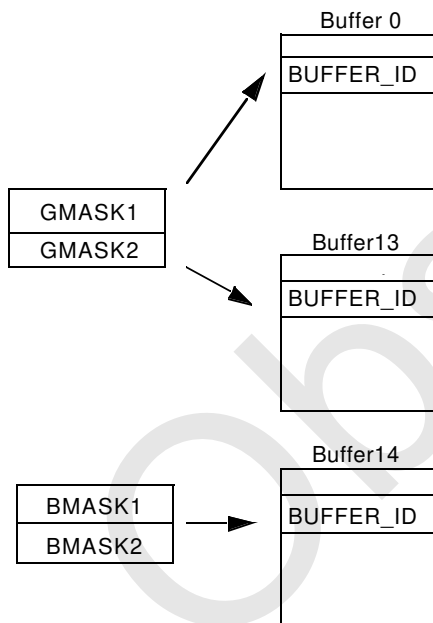 Buffer 0
BUFFER_ID
GMASK1
GMASK2
Buffer13
BUFFER_ID
Buffer14
BMASK1
BUFFER_ID
BMASK2